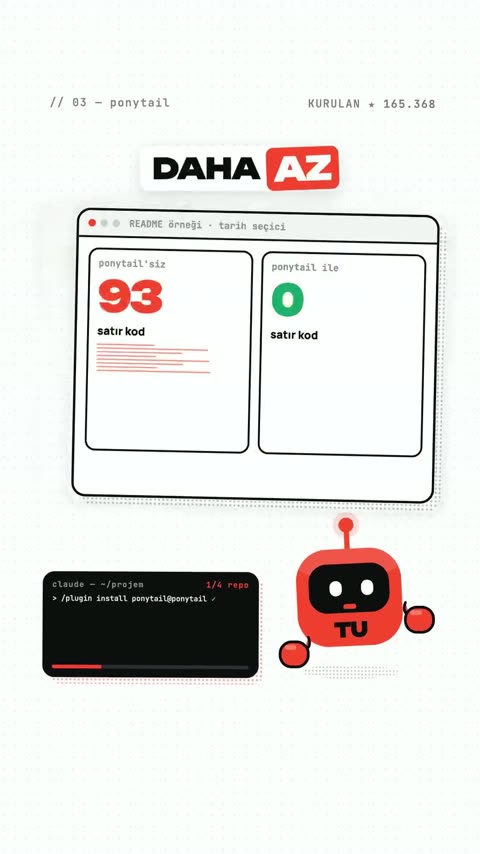 // 03 — ponytail
KURULAN ★ 165.368
DAHA AZ
README örneği · tarih seçici
ponytail'siz
93
satır kod
ponytail ile
0
satır kod
claude — ~/projem
1/4 repo
> /plugin install ponytail@ponytail ✓
TU